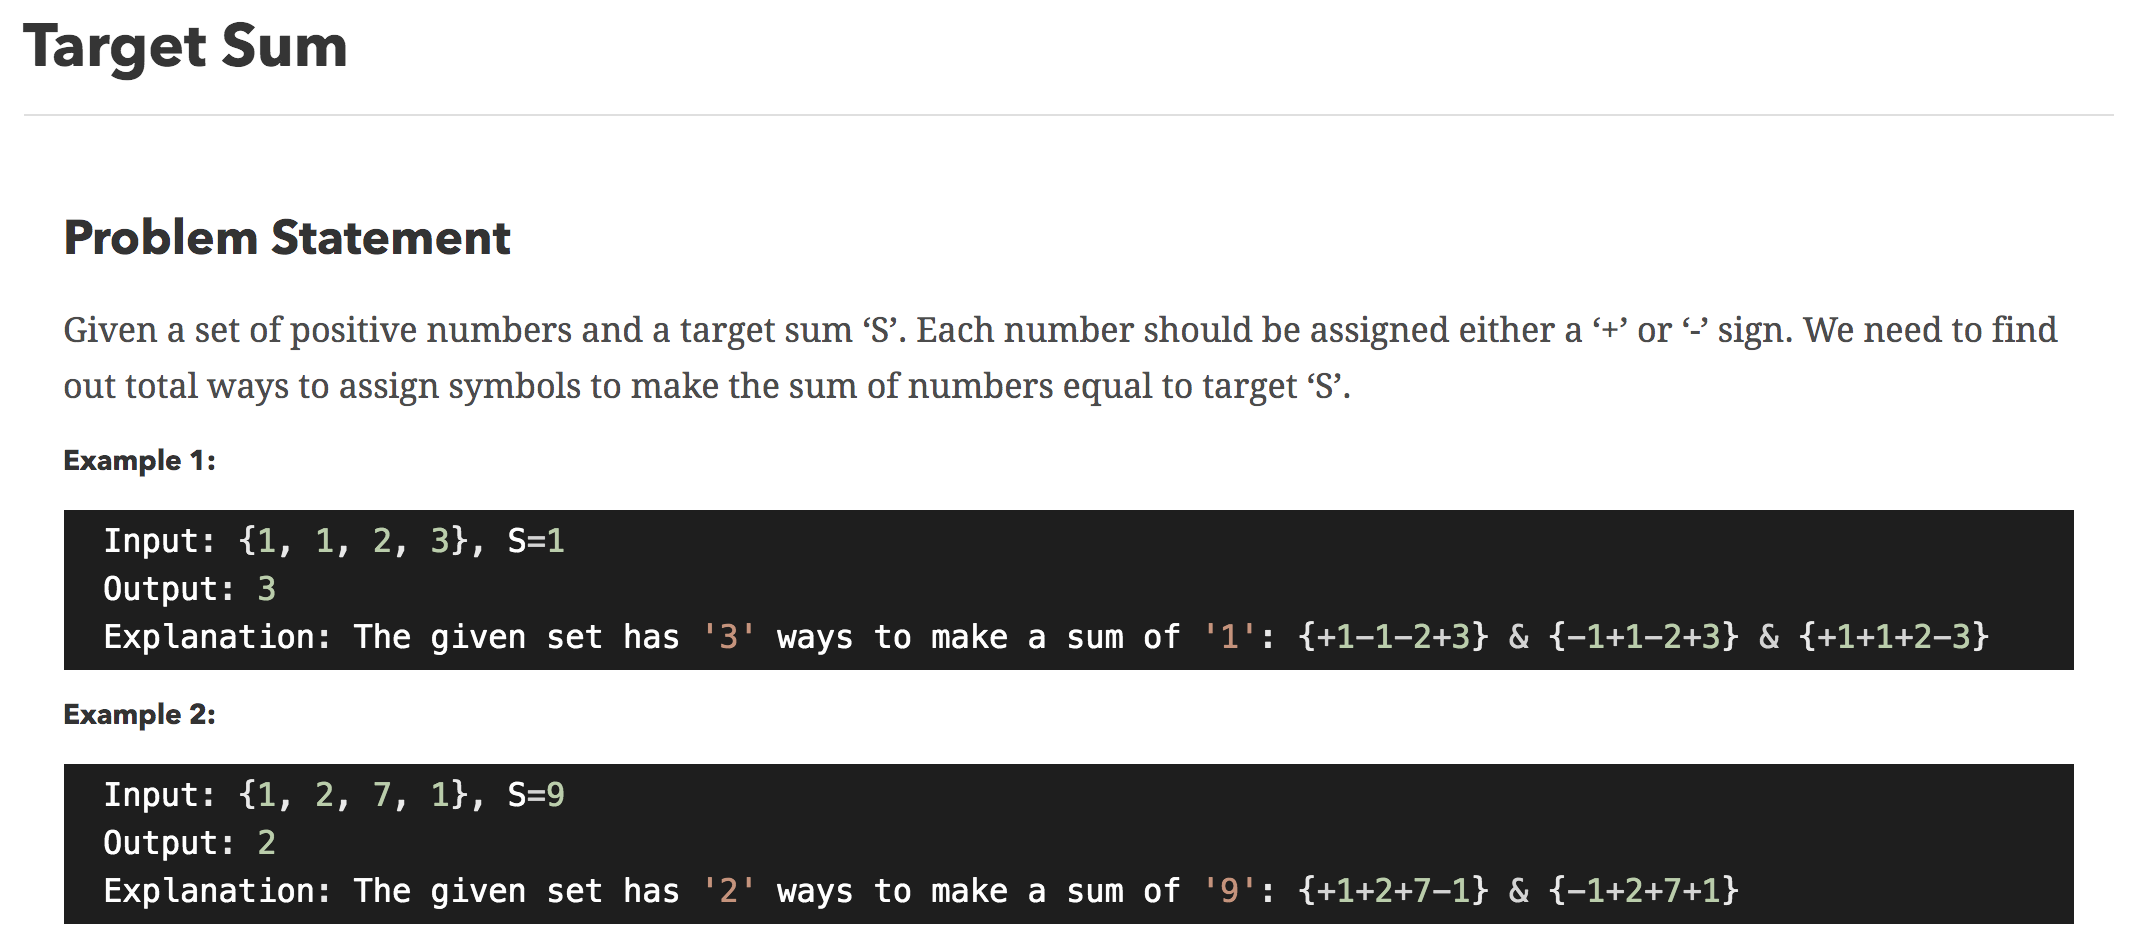 Target Sum
Problem Statement
Given a set of positive numbers and a target sum ‘S’. Each number should be assigned either a ‘+’ or ‘-’ sign. We need to find
out total ways to assign symbols to make the sum of numbers equal to target ‘S’.
Example 1:
Input: {1, 1, 2, 3}, S=1
Output: 3
Explanation: The given set has '3' ways to make a sum of '1': {+1-1-2+3} & {-1+1-2+3} & {+1+1+2-3}
Example 2:
Input: {1, 2, 7, 1}, S=9
Output: 2
Explanation: The given set has '2' ways to make a sum of '9': {+1+2+7-1} & {-1+2+7+1}